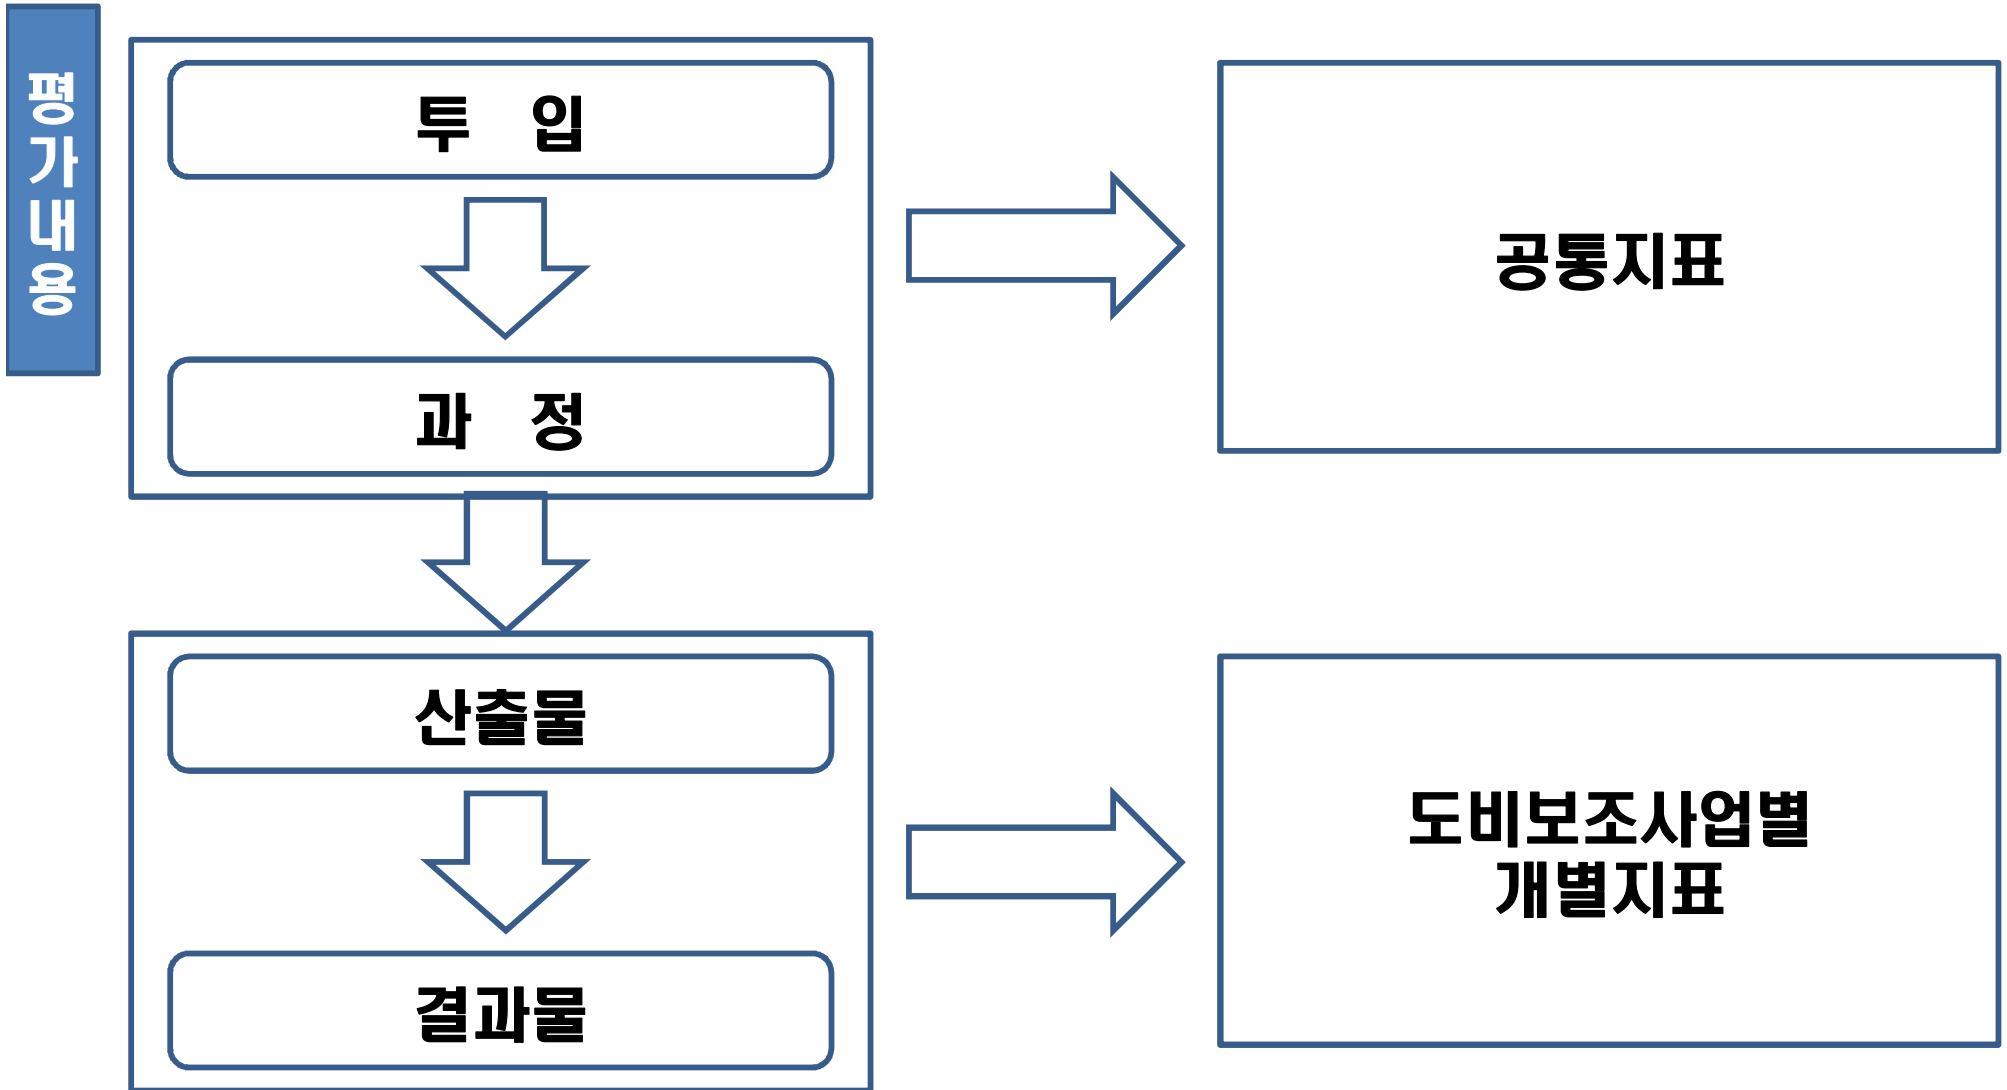 평가내용
투 입
과 정
공통지표
산출물
결과물
도비보조사업별
개별지표